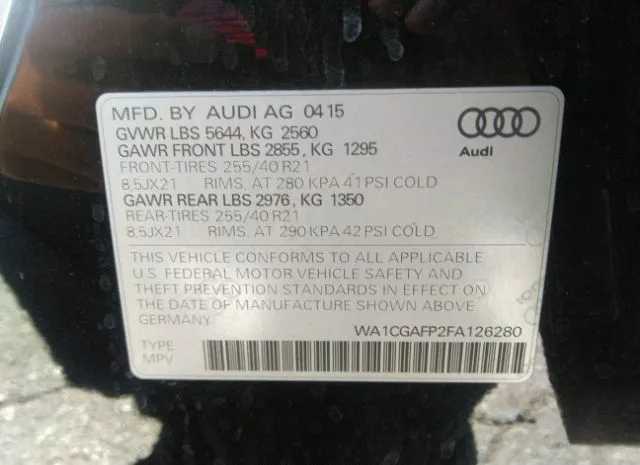 MFD. BY AUDI AG 04 15
GVWR LBS 5644, KG 2560
GAWR FRONT LBS 2855, KG 1295
FRONT-TIRES 255/40 R21
8.5JX21 RIMS, AT 280 KPA 41 PSI COLD
GAWR REAR LBS 2976, KG 1350
REAR-TIRES 255/40 R21
8.5JX21 RIMS, AT 290 KPA 42 PSI COLD
Audi
THIS VEHICLE CONFORMS TO ALL APPLICABLE
U.S. FEDERAL MOTOR VEHICLE SAFETY AND
THEFT PREVENTION STANDARDS IN EFFECT ON
THE DATE OF MANUFACTURE SHOWN ABOVE.
GERMANY
WA1CGAFP2FA126280
TYPE
MPV